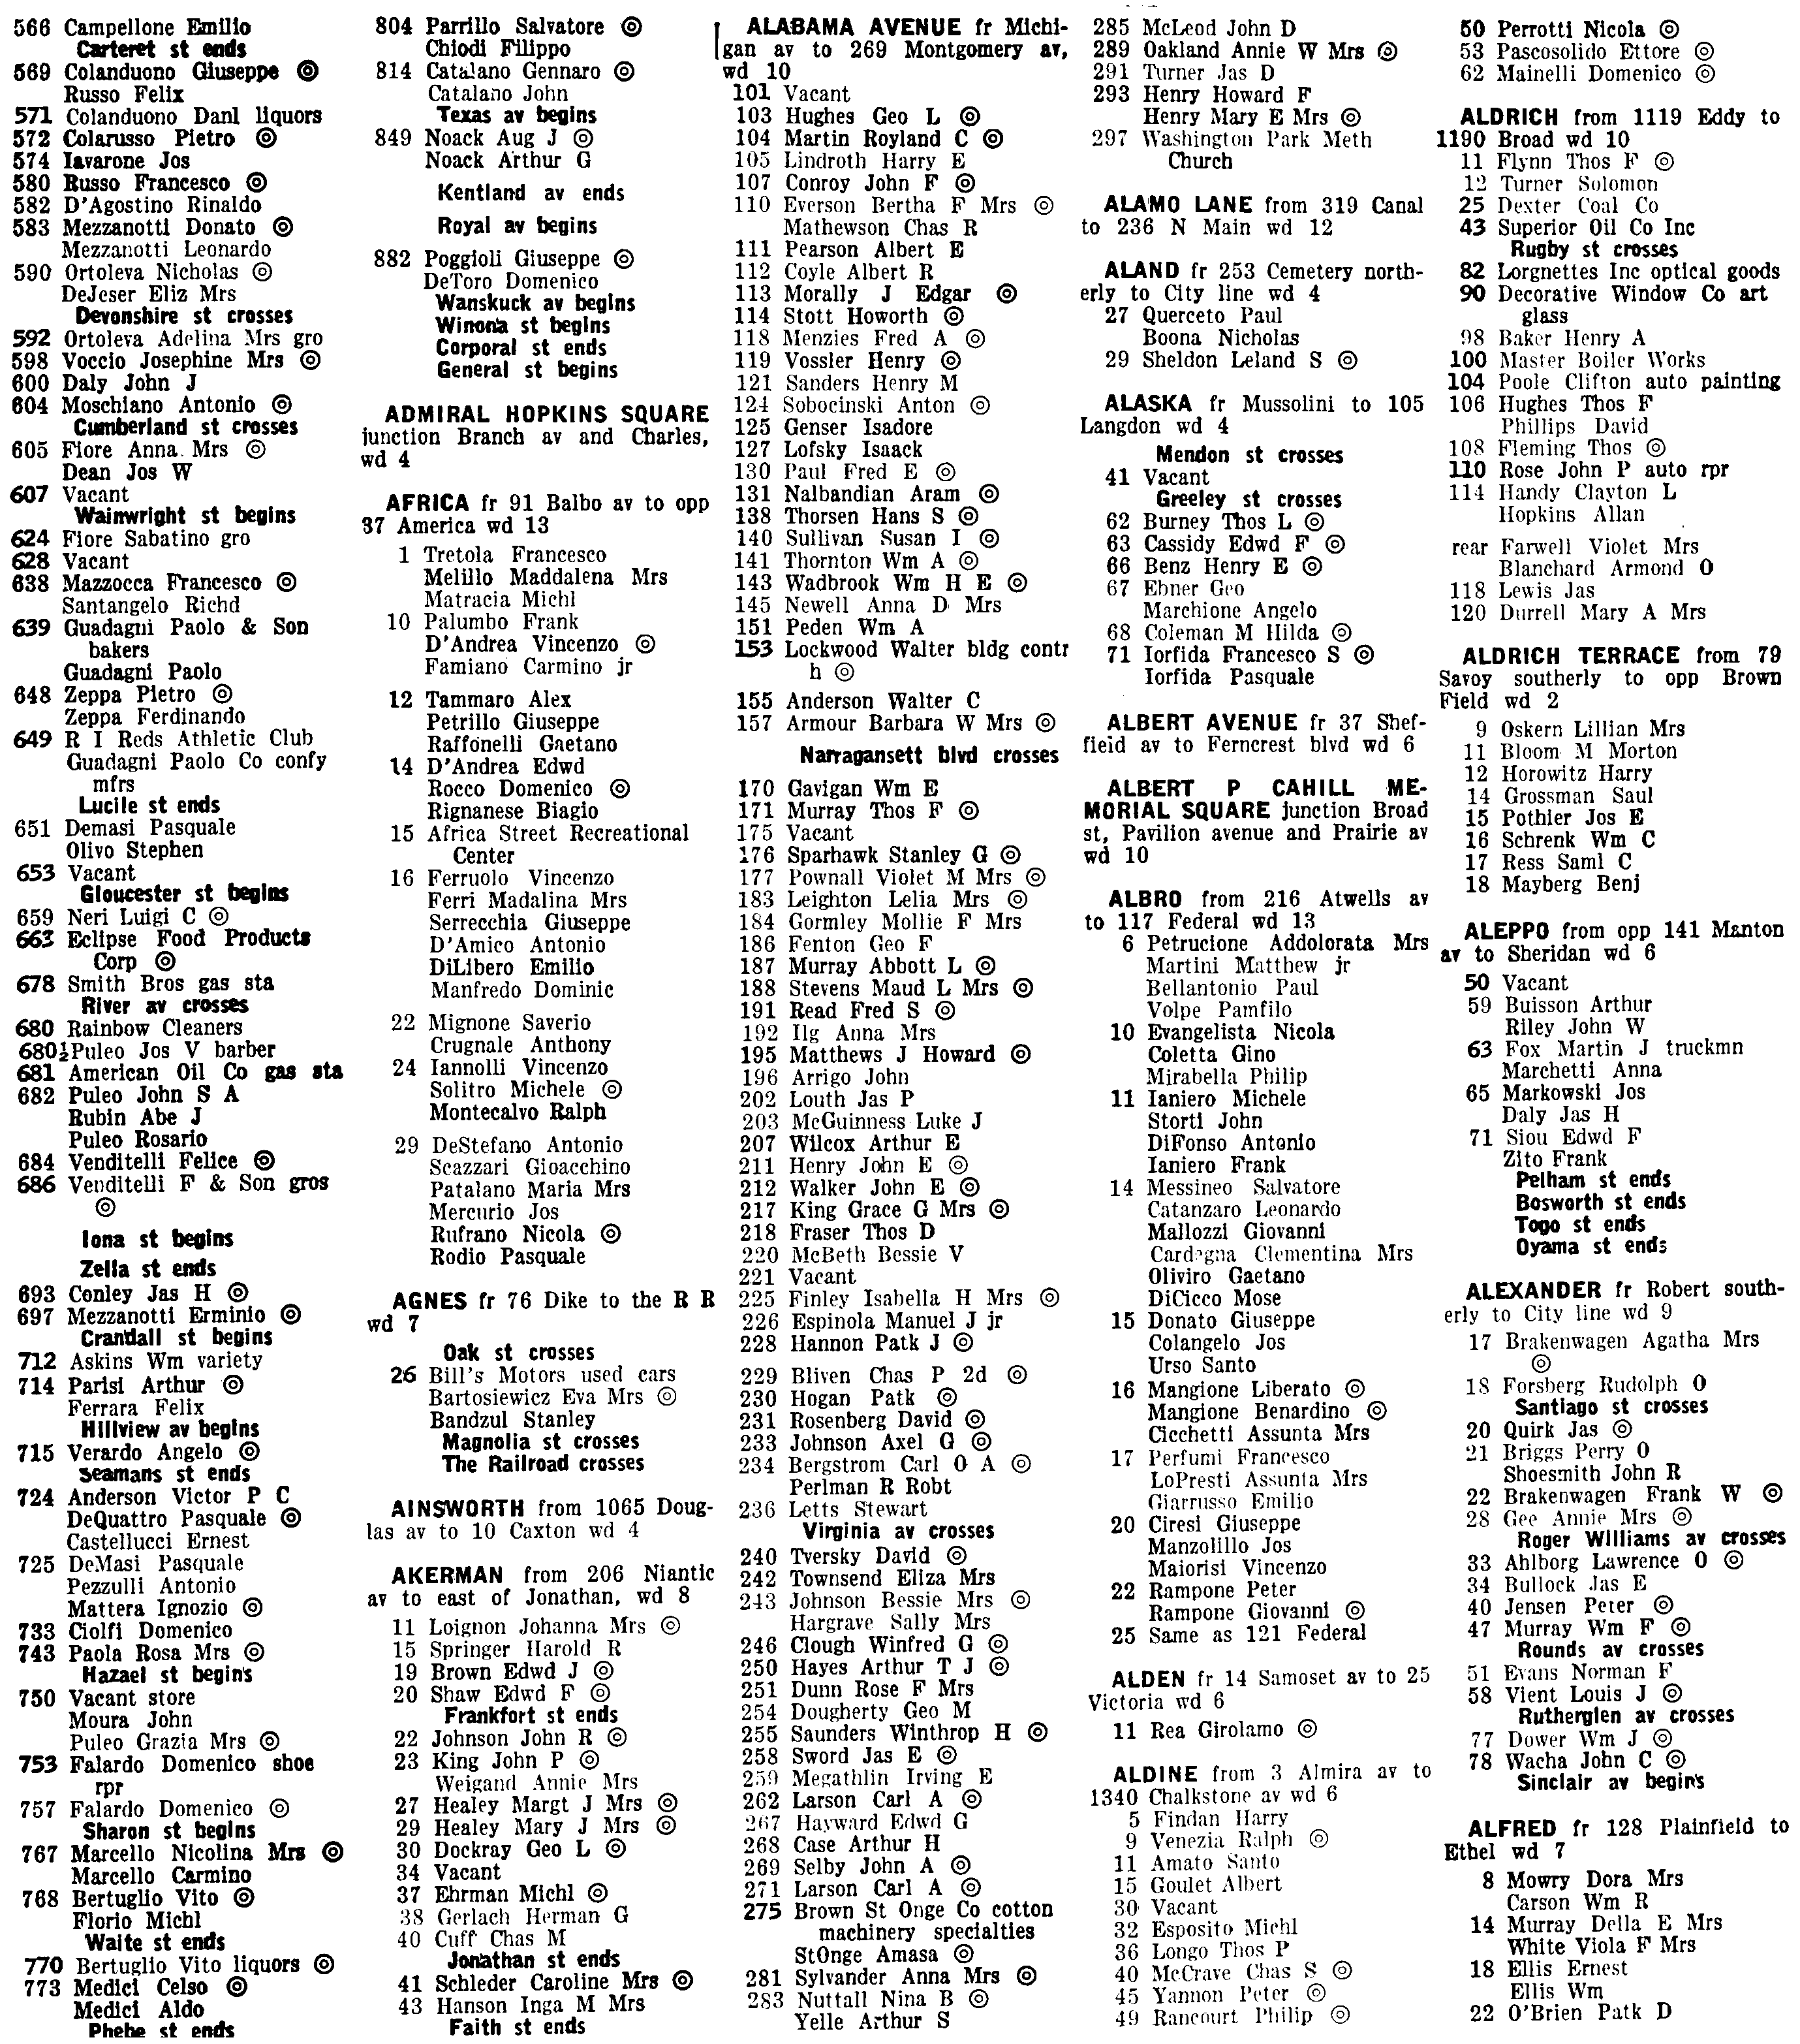 566 Campellone Emilio
Carteret st ends
569 Colanduono Giuseppe ◎
Russo Felix
571 Colanduono Danl liquors
572 Colarusso Pietro ◎
574 Iavarone Jos
580 Russo Francesco ◎
582 D'Agostino Rinaldo
583 Mezzanotti Donato ◎
Mezzanotti Leonardo
590 Ortoleva Nicholas ◎
DeJeser Eliz Mrs
Devonshire st crosses
592 Ortoleva Adelina Mrs gro
598 Voccio Josephine Mrs ◎
600 Daly John J
604 Moschiano Antonio ◎
Cumberland st crosses
605 Fiore Anna Mrs ◎
Dean Jos W
607 Vacant
Wainwright st begins
624 Fiore Sabatino gro
628 Vacant
638 Mazzocca Francesco ◎
Santangelo Richd
639 Guadagni Paolo & Son
bakers
Guadagni Paolo
648 Zeppa Pietro ◎
Zeppa Ferdinando
649 R I Reds Athletic Club
Guadagni Paolo Co confy
mfrs
Lucile st ends
651 Demasi Pasquale
Olivo Stephen
653 Vacant
Gloucester st begins
659 Neri Luigi C ◎
663 Eclipse Food Products
Corp ◎
678 Smith Bros gas sta
River av crosses
680 Rainbow Cleaners
680½ Puleo Jos V barber
681 American Oil Co gas sta
682 Puleo John S A
Rubin Abe J
Puleo Rosario
684 Venditelli Felice ◎
686 Venditelli F & Son gros
◎
Iona st begins
Zella st ends
693 Conley Jas H ◎
697 Mezzanotti Erminio ◎
Crandall st begins
712 Askins Wm variety
714 Parisi Arthur ◎
Ferrara Felix
Hillview av begins
715 Verardo Angelo ◎
Seamans st ends
724 Anderson Victor P C
DeQuattro Pasquale ◎
Castellucci Ernest
725 DeMasi Pasquale
Pezzulli Antonio
Mattera Ignozio ◎
733 Ciolfi Domenico
743 Paola Rosa Mrs ◎
Hazael st begins
750 Vacant store
Moura John
Puleo Grazia Mrs ◎
753 Falardo Domenico shoe
rpr
757 Falardo Domenico ◎
Sharon st begins
767 Marcello Nicolina Mrs ◎
Marcello Carmino
768 Bertuglio Vito ◎
Florio Michl
Waite st ends
770 Bertuglio Vito liquors ◎
773 Medici Celso ◎
Medici Aldo
Phebe st ends
804 Parrillo Salvatore ◎
Chiodi Filippo
814 Catalano Gennaro ◎
Catalano John
Texas av begins
849 Noack Aug J ◎
Noack Arthur G
Kentland av ends
Royal av begins
882 Poggioli Giuseppe ◎
DeToro Domenico
Wanskuck av begins
Winona st begins
Corporal st ends
General st begins
ADMIRAL HOPKINS SQUARE
junction Branch av and Charles,
wd 4
AFRICA fr 91 Balbo av to opp
37 America wd 13
1 Tretola Francesco
Melillo Maddalena Mrs
Matracia Michl
10 Palumbo Frank
D'Andrea Vincenzo ◎
Famiano Carmino jr
12 Tammaro Alex
Petrillo Giuseppe
Raffonelli Gaetano
14 D'Andrea Edwd
Rocco Domenico ◎
Rignanese Biagio
15 Africa Street Recreational
Center
16 Ferruolo Vincenzo
Ferri Madalina Mrs
Serrecchia Giuseppe
D'Amico Antonio
DiLibero Emilio
Manfredo Dominic
22 Mignone Saverio
Crugnale Anthony
24 Iannolli Vincenzo
Solitro Michele ◎
Montecalvo Ralph
29 DeStefano Antonio
Scazzari Gioacchino
Patalano Maria Mrs
Mercurio Jos
Rufrano Nicola ◎
Rodio Pasquale
AGNES fr 76 Dike to the R R
wd 7
Oak st crosses
26 Bill's Motors used cars
Bartosiewicz Eva Mrs ◎
Bandzul Stanley
Magnolia st crosses
The Railroad crosses
AINSWORTH from 1065 Doug-
las av to 10 Caxton wd 4
AKERMAN from 206 Niantic
av to east of Jonathan, wd 8
11 Loignon Johanna Mrs ◎
15 Springer Harold R
19 Brown Edwd J ◎
20 Shaw Edwd F ◎
Frankfort st ends
22 Johnson John R ◎
23 King John P ◎
Weigand Annie Mrs
27 Healey Margt J Mrs ◎
29 Healey Mary J Mrs ◎
30 Dockray Geo L ◎
34 Vacant
37 Ehrman Michl ◎
38 Gerlach Herman G
40 Cuff Chas M
Jonathan st ends
41 Schleder Caroline Mrs ◎
43 Hanson Inga M Mrs
Faith st ends
ALABAMA AVENUE fr Michi-
gan av to 269 Montgomery av,
wd 10
101 Vacant
103 Hughes Geo L ◎
104 Martin Royland C ◎
105 Lindroth Harry E
107 Conroy John F ◎
110 Everson Bertha F Mrs ◎
Mathewson Chas R
111 Pearson Albert E
112 Coyle Albert R
113 Morally J Edgar ◎
114 Stott Howorth ◎
118 Menzies Fred A ◎
119 Vossler Henry ◎
121 Sanders Henry M
124 Sobocinski Anton ◎
125 Genser Isadore
127 Lofsky Isaack
130 Paul Fred E ◎
131 Nalbandian Aram ◎
138 Thorsen Hans S ◎
140 Sullivan Susan I ◎
141 Thornton Wm A ◎
143 Wadbrook Wm H E ◎
145 Newell Anna D Mrs
151 Peden Wm A
153 Lockwood Walter bldg contr
h ◎
155 Anderson Walter C
157 Armour Barbara W Mrs ◎
Narragansett blvd crosses
170 Gavigan Wm E
171 Murray Thos F ◎
175 Vacant
176 Sparhawk Stanley G ◎
177 Pownall Violet M Mrs ◎
183 Leighton Lelia Mrs ◎
184 Gormley Mollie F Mrs
186 Fenton Geo F
187 Murray Abbott L ◎
188 Stevens Maud L Mrs ◎
191 Read Fred S ◎
192 Ilg Anna Mrs
195 Matthews J Howard ◎
196 Arrigo John
202 Louth Jas P
203 McGuinness Luke J
207 Wilcox Arthur E
211 Henry John E ◎
212 Walker John E ◎
217 King Grace G Mrs ◎
218 Fraser Thos D
220 McBeth Bessie V
221 Vacant
225 Finley Isabella H Mrs ◎
226 Espinola Manuel J jr
228 Hannon Patk J ◎
229 Bliven Chas P 2d ◎
230 Hogan Patk ◎
231 Rosenberg David ◎
233 Johnson Axel G ◎
234 Bergstrom Carl O A ◎
Perlman R Robt
236 Letts Stewart
Virginia av crosses
240 Tversky David ◎
242 Townsend Eliza Mrs
243 Johnson Bessie Mrs ◎
Hargrave Sally Mrs
246 Clough Winfred G ◎
250 Hayes Arthur T J ◎
251 Dunn Rose F Mrs
254 Dougherty Geo M
255 Saunders Winthrop H ◎
258 Sword Jas E ◎
259 Megathlin Irving E
262 Larson Carl A ◎
267 Hayward Edwd G
268 Case Arthur H
269 Selby John A ◎
271 Larson Carl A ◎
275 Brown St Onge Co cotton
machinery specialties
StOnge Amasa ◎
281 Sylvander Anna Mrs ◎
283 Nuttall Nina B ◎
Yelle Arthur S
285 McLeod John D
289 Oakland Annie W Mrs ◎
291 Turner Jas D
293 Henry Howard F
Henry Mary E Mrs ◎
297 Washington Park Meth
Church
ALAMO LANE from 319 Canal
to 236 N Main wd 12
ALAND fr 253 Cemetery north-
erly to City line wd 4
27 Querceto Paul
Boona Nicholas
29 Sheldon Leland S ◎
ALASKA fr Mussolini to 105
Langdon wd 4
Mendon st crosses
41 Vacant
Greeley st crosses
62 Burney Thos L ◎
63 Cassidy Edwd F ◎
66 Benz Henry E ◎
67 Ebner Geo
Marchione Angelo
68 Coleman M Hilda ◎
71 Iorfida Francesco S ◎
Iorfida Pasquale
ALBERT AVENUE fr 37 Shef-
field av to Ferncrest blvd wd 6
ALBERT P CAHILL ME-
MORIAL SQUARE junction Broad
st, Pavilion avenue and Prairie av
wd 10
ALBRO from 216 Atwells av
to 117 Federal wd 13
6 Petrucione Addolorata Mrs
Martini Matthew jr
Bellantonio Paul
Volpe Pamfilo
10 Evangelista Nicola
Coletta Gino
Mirabella Philip
11 Ianiero Michele
Storti John
DiFonso Antonio
Ianiero Frank
14 Messineo Salvatore
Catanzaro Leonardo
Mallozzi Giovanni
Cardegna Clementina Mrs
Oliviro Gaetano
DiCicco Mose
15 Donato Giuseppe
Colangelo Jos
Urso Santo
16 Mangione Liberato ◎
Mangione Benardino ◎
Cicchetti Assunta Mrs
17 Perfumi Francesco
LoPresti Assunta Mrs
Giarrusso Emilio
20 Ciresi Giuseppe
Manzolillo Jos
Maiorisi Vincenzo
22 Rampone Peter
Rampone Giovanni ◎
25 Same as 121 Federal
ALDEN fr 14 Samoset av to 25
Victoria wd 6
11 Rea Girolamo ◎
ALDINE from 3 Almira av to
1340 Chalkstone av wd 6
5 Findan Harry
9 Venezia Ralph ◎
11 Amato Santo
15 Goulet Albert
30 Vacant
32 Esposito Michl
36 Longo Thos P
40 McCrave Chas S ◎
45 Yannon Peter ◎
49 Rancourt Philip ◎
50 Perrotti Nicola ◎
53 Pascosolido Ettore ◎
62 Mainelli Domenico ◎
ALDRICH from 1119 Eddy to
1190 Broad wd 10
11 Flynn Thos F ◎
12 Turner Solomon
25 Dexter Coal Co
43 Superior Oil Co Inc
Rugby st crosses
82 Lorgnettes Inc optical goods
90 Decorative Window Co art
glass
98 Baker Henry A
100 Master Boiler Works
104 Poole Clifton auto painting
106 Hughes Thos F
Phillips David
108 Fleming Thos ◎
110 Rose John P auto rpr
114 Handy Clayton L
Hopkins Allan
rear Farwell Violet Mrs
Blanchard Armond O
118 Lewis Jas
120 Durrell Mary A Mrs
ALDRICH TERRACE from 79
Savoy southerly to opp Brown
Field wd 2
9 Oskern Lillian Mrs
11 Bloom M Morton
12 Horowitz Harry
14 Grossman Saul
15 Pothier Jos E
16 Schrenk Wm C
17 Ress Saml C
18 Mayberg Benj
ALEPPO from opp 141 Manton
av to Sheridan wd 6
50 Vacant
59 Buisson Arthur
Riley John W
63 Fox Martin J truckmn
Marchetti Anna
65 Markowski Jos
Daly Jas H
71 Siou Edwd F
Zito Frank
Pelham st ends
Bosworth st ends
Togo st ends
Oyama st ends
ALEXANDER fr Robert south-
erly to City line wd 9
17 Brakenwagen Agatha Mrs
◎
18 Forsberg Rudolph O
Santiago st crosses
20 Quirk Jas ◎
21 Briggs Perry O
Shoesmith John R
22 Brakenwagen Frank W ◎
28 Gee Annie Mrs ◎
Roger Williams av crosses
33 Ahlborg Lawrence O ◎
34 Bullock Jas E
40 Jensen Peter ◎
47 Murray Wm F ◎
Rounds av crosses
51 Evans Norman F
58 Vient Louis J ◎
Rutherglen av crosses
77 Dower Wm J ◎
78 Wacha John C ◎
Sinclair av begins
ALFRED fr 128 Plainfield to
Ethel wd 7
8 Mowry Dora Mrs
Carson Wm R
14 Murray Della E Mrs
White Viola F Mrs
18 Ellis Ernest
Ellis Wm
22 O'Brien Patk D